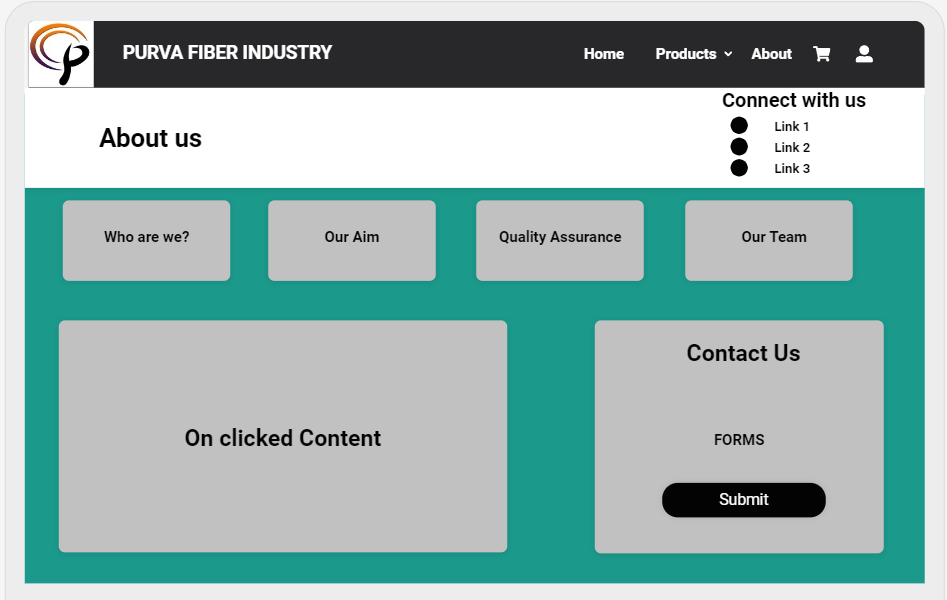 PURVA FIBER INDUSTRY
Home Products About
Connect with us
About us
Link 1
Link 2
Link 3
Who are we?
Our Aim
Quality Assurance
Our Team
On clicked Content
Contact Us
FORMS
Submit